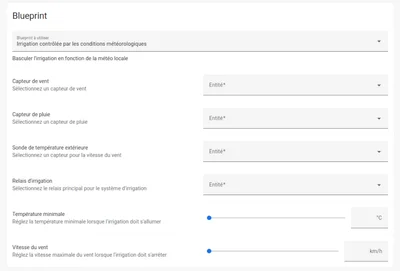 Blueprint
Blueprint à utiliser
Irrigation contrôlée par les conditions météorologiques
Basculer l'irrigation en fonction de la météo locale
Capteur de vent
Sélectionnez un capteur de vent
Entité*
Capteur de pluie
Sélectionnez un capteur de pluie
Entité*
Sonde de température extérieure
Sélectionnez un capteur pour la vitesse du vent
Entité*
Relais d'irrigation
Sélectionnez le relais principal pour le système d'irrigation
Entité*
Température minimale
Réglez la température minimale lorsque l'irrigation doit s'allumer
°C
Vitesse du vent
Réglez la vitesse maximale du vent lorsque l'irrigation doit s'arrêter
km/h